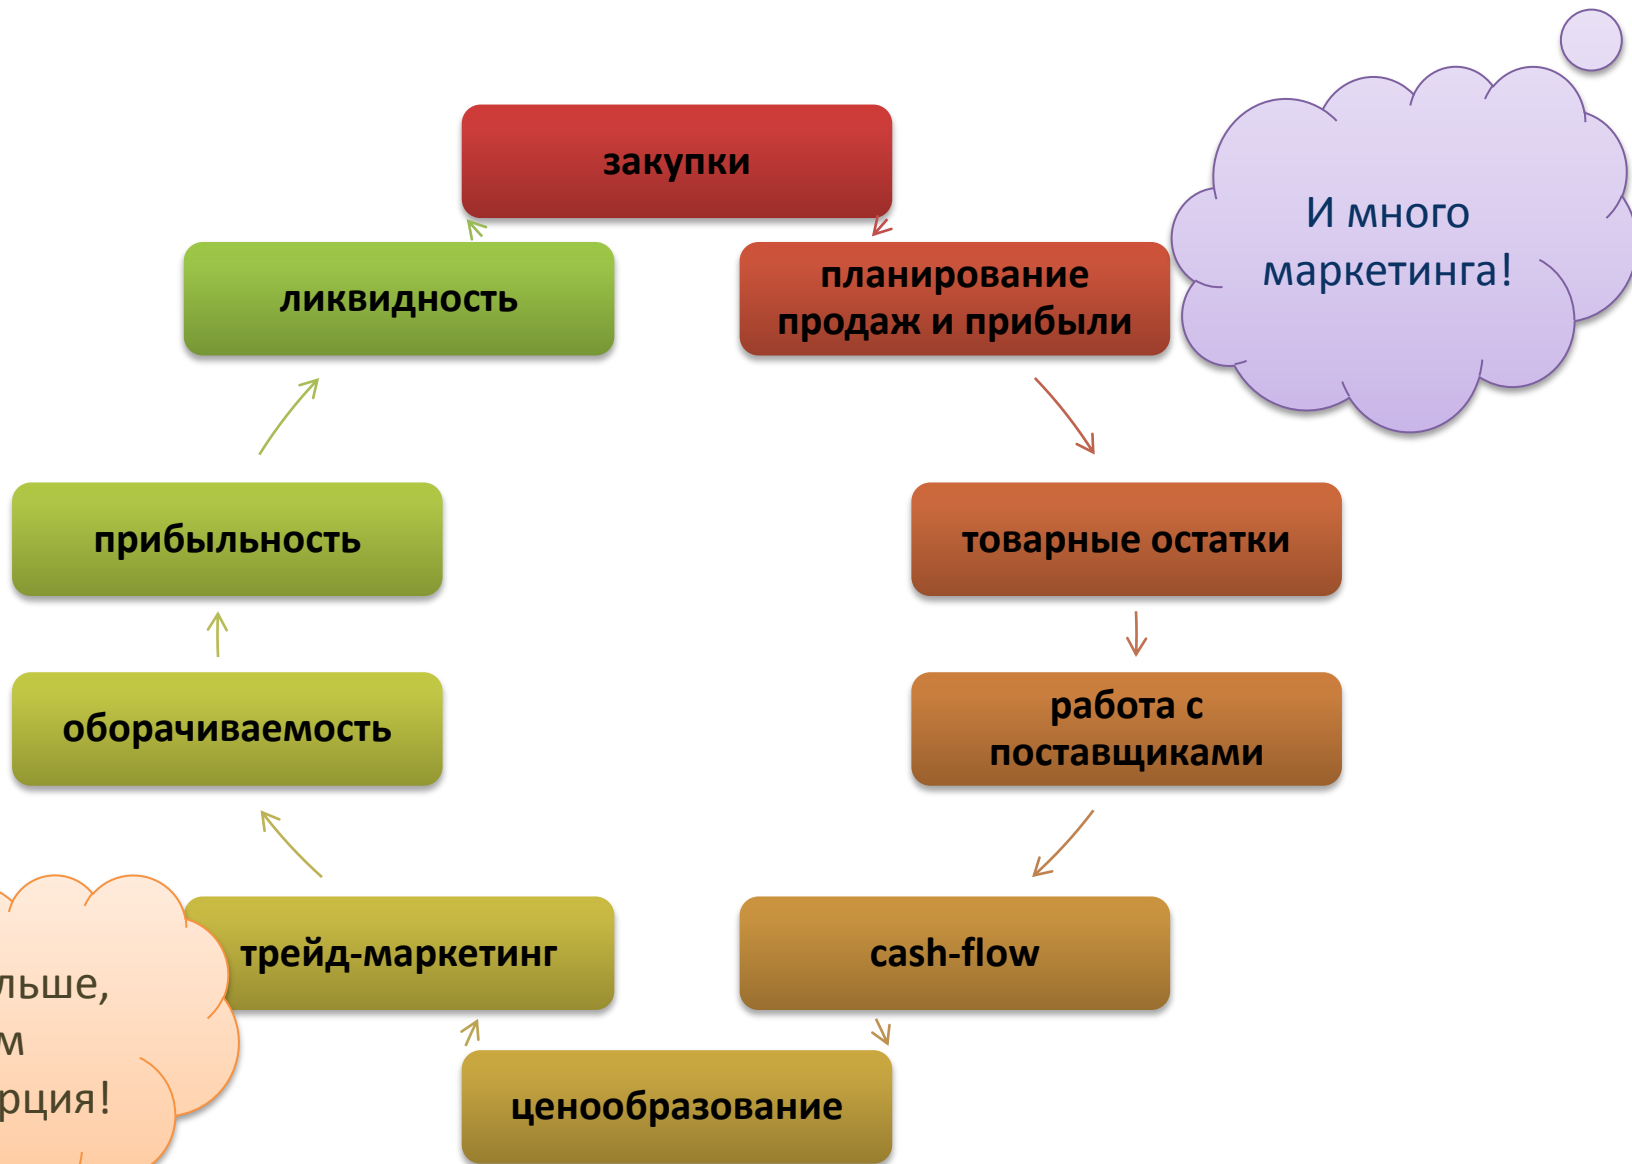 закупки
И много
маркетинга!
ликвидность
планирование
продаж и прибыли
прибыльность
товарные остатки
оборачиваемость
работа с
поставщиками
трейд-маркетинг
cash-flow
ценообразование